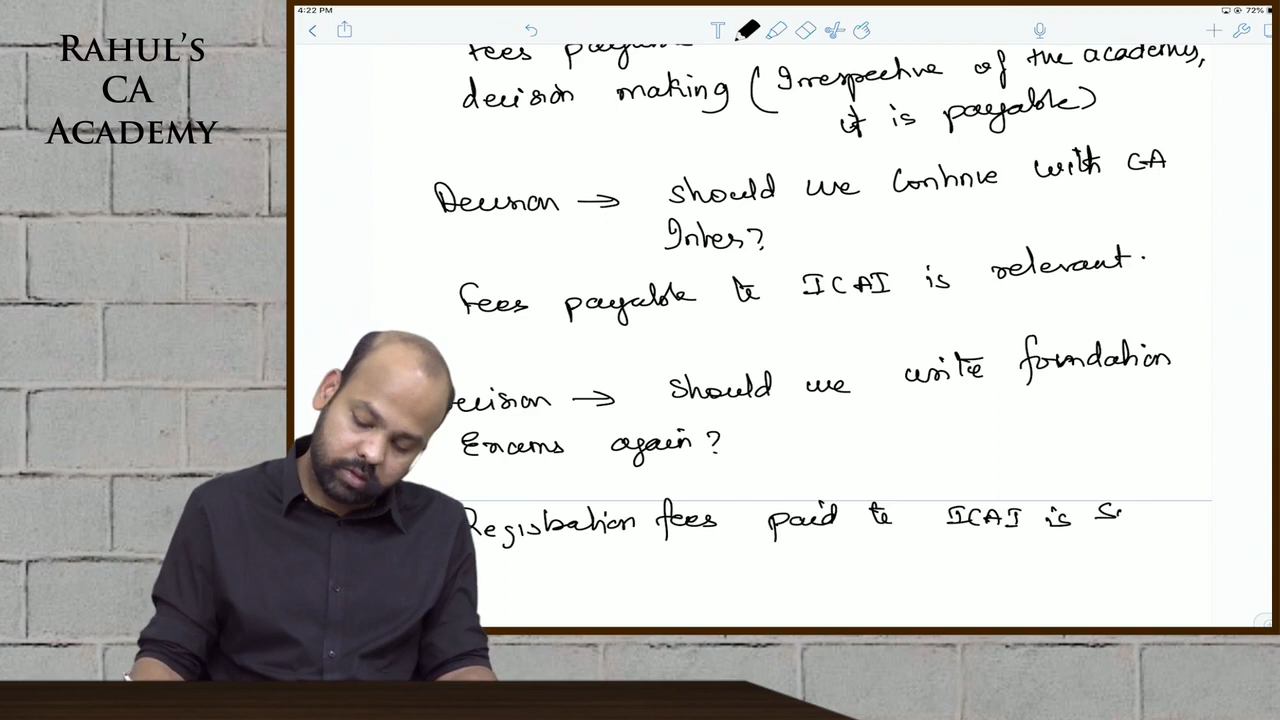 RAHUL'S
CA
ACADEMY
4:22 PM
72%
T
fees
decision making (Irrespective of the academy,
it is payable)
Decision → should we continue with CA
Inter?
Fees payable to ICAI is relevant.
ecision → should we write foundation
Exams again?
Registration fees paid to ICAI is S